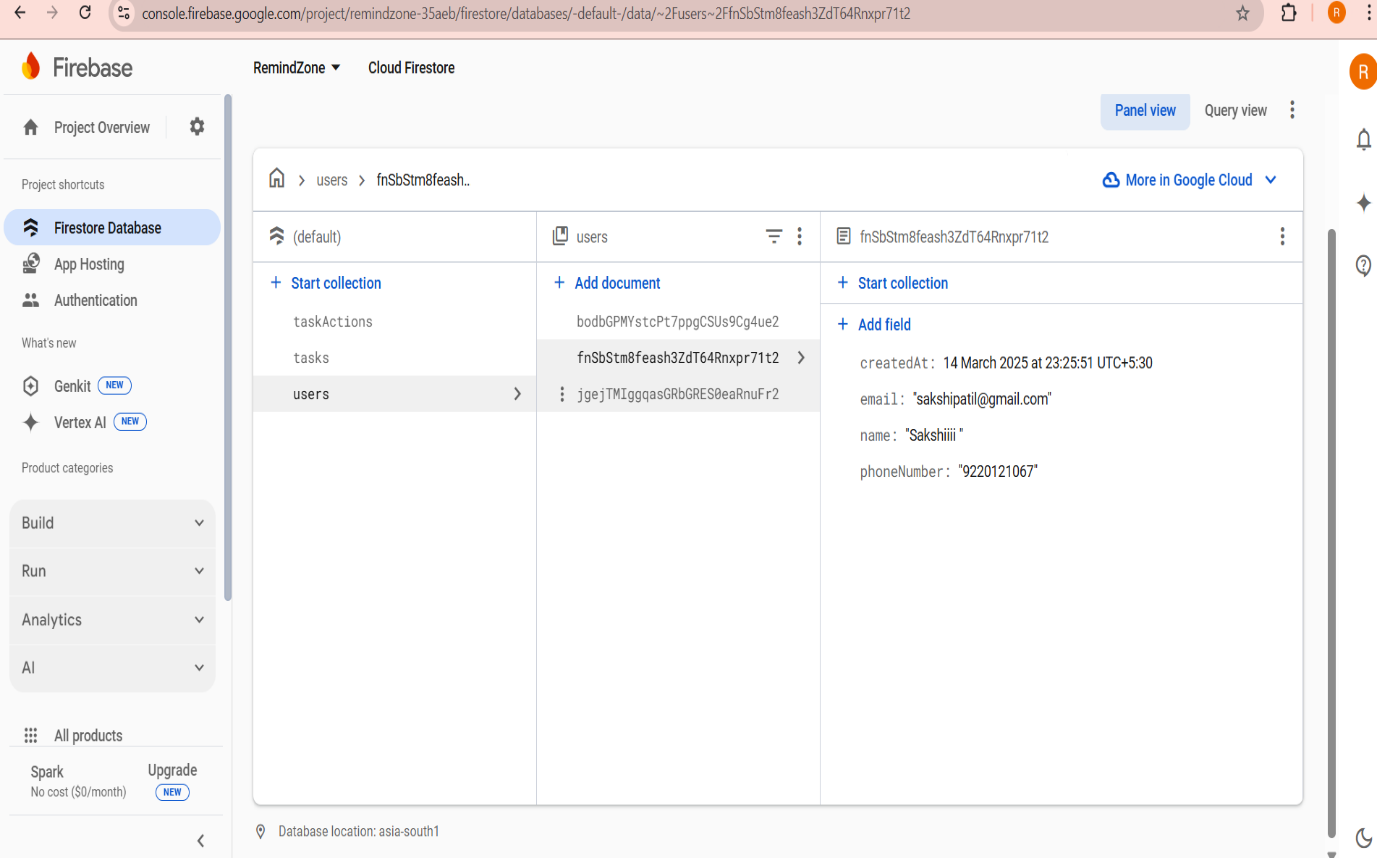 console.firebase.google.com/project/remindzone-35aeb/firestore/databases/-default-/data/~2Fusers~2FfnSbStm8feash3ZdT64Rnxpr71t2
R
Firebase
RemindZone
Cloud Firestore
R
Project Overview
Panel view
Query view
Project shortcuts
users
fnSbStm8feash..
More in Google Cloud
Firestore Database
App Hosting
Authentication
What's new
Genkit NEW
Vertex AI NEW
Product categories
Build
Run
Analytics
AI
All products
Spark
No cost ($0/month)
Upgrade
NEW
(default)
+ Start collection
taskActions
tasks
users
users
+ Add document
bodbGPMYstcPt7ppgCSUs9Cg4ue2
fnSbStm8feash3ZdT64Rnxpr71t2
jgejTMIggqasGRbGRES0eaRnuFr2
fnSbStm8feash3ZdT64Rnxpr71t2
+ Start collection
+ Add field
createdAt: 14 March 2025 at 23:25:51 UTC+5:30
email: "sakshipatil@gmail.com"
name: "Sakshiiii "
phoneNumber: "9220121067"
Database location: asia-south1